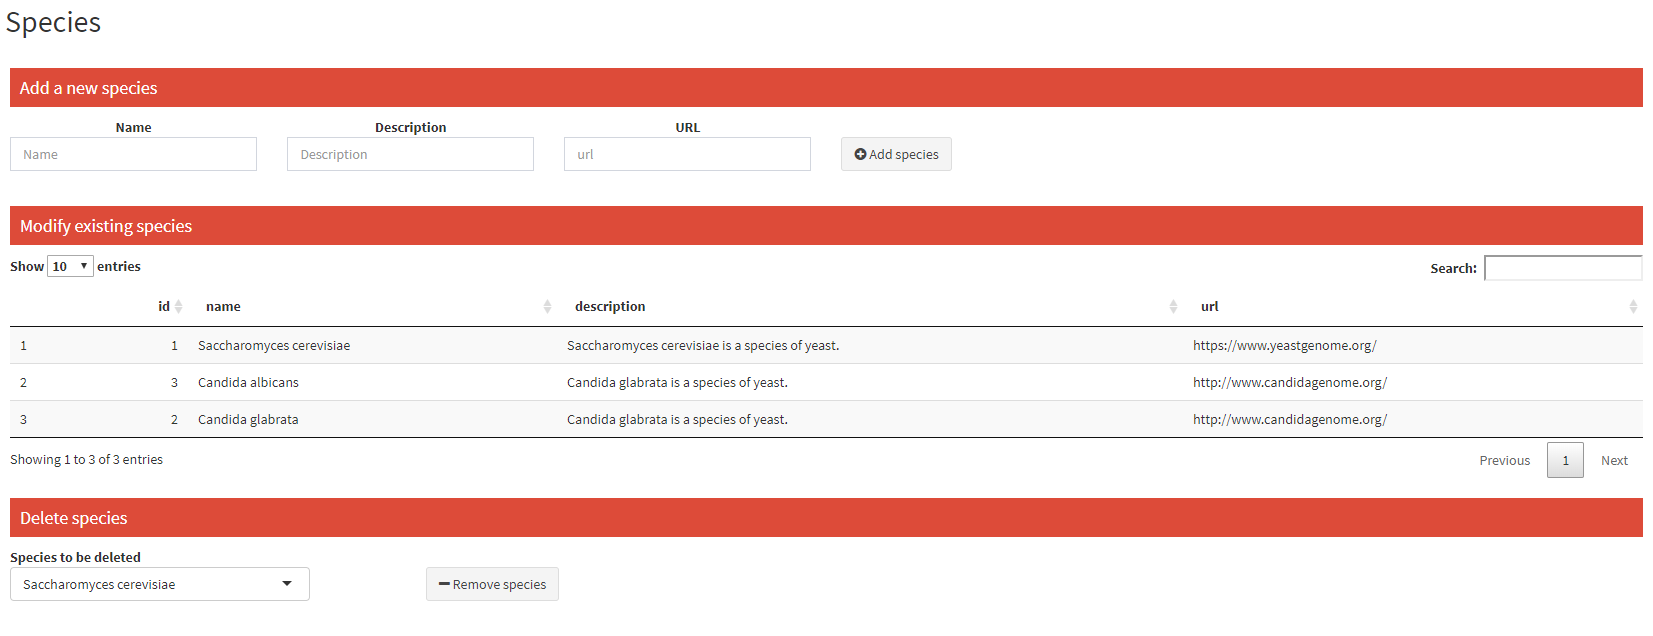 Species
Add a new species
Name Description URL
Name Description url Add species
Modify existing species
Show 10 entries Search:
id name description url
1 1 Saccharomyces cerevisiae Saccharomyces cerevisiae is a species of yeast. https://www.yeastgenome.org/
2 3 Candida albicans Candida glabrata is a species of yeast. http://www.candidagenome.org/
3 2 Candida glabrata Candida glabrata is a species of yeast. http://www.candidagenome.org/
Showing 1 to 3 of 3 entries Previous 1 Next
Delete species
Species to be deleted
Saccharomyces cerevisiae Remove species